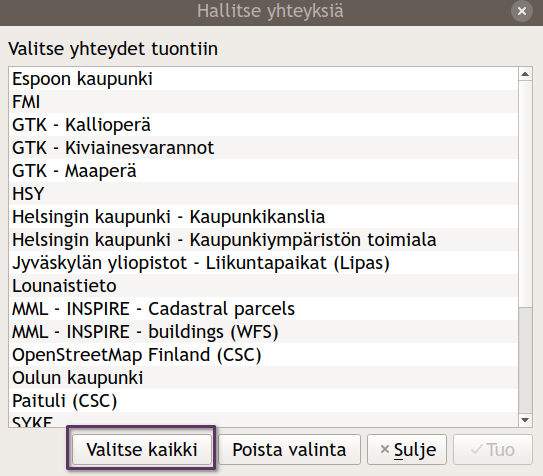 Hallitse yhteyksiä
Valitse yhteydet tuontiin
Espoon kaupunki
FMI
GTK - Kallioperä
GTK - Kiviainesvarannot
GTK - Maaperä
HSY
Helsingin kaupunki - Kaupunkikanslia
Helsingin kaupunki - Kaupunkiympäristön toimiala
Jyväskylän yliopistot - Liikuntapaikat (Lipas)
Lounaistieto
MML - INSPIRE - Cadastral parcels
MML - INSPIRE - buildings (WFS)
OpenStreetMap Finland (CSC)
Oulun kaupunki
Paituli (CSC)
SYKE
Valitse kaikki Poista valinta Sulje Tuo